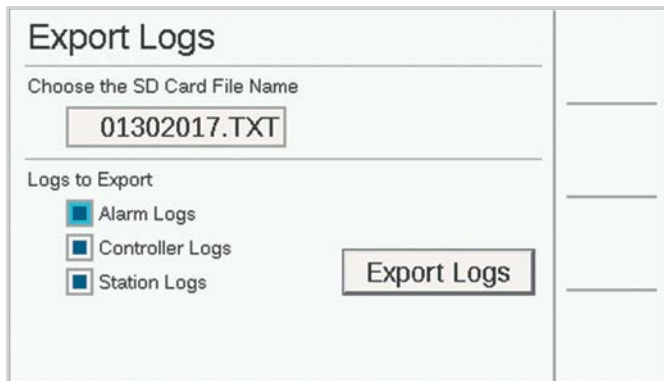 Export Logs
Choose the SD Card File Name
01302017.TXT
Logs to Export
Alarm Logs
Controller Logs
Station Logs
Export Logs